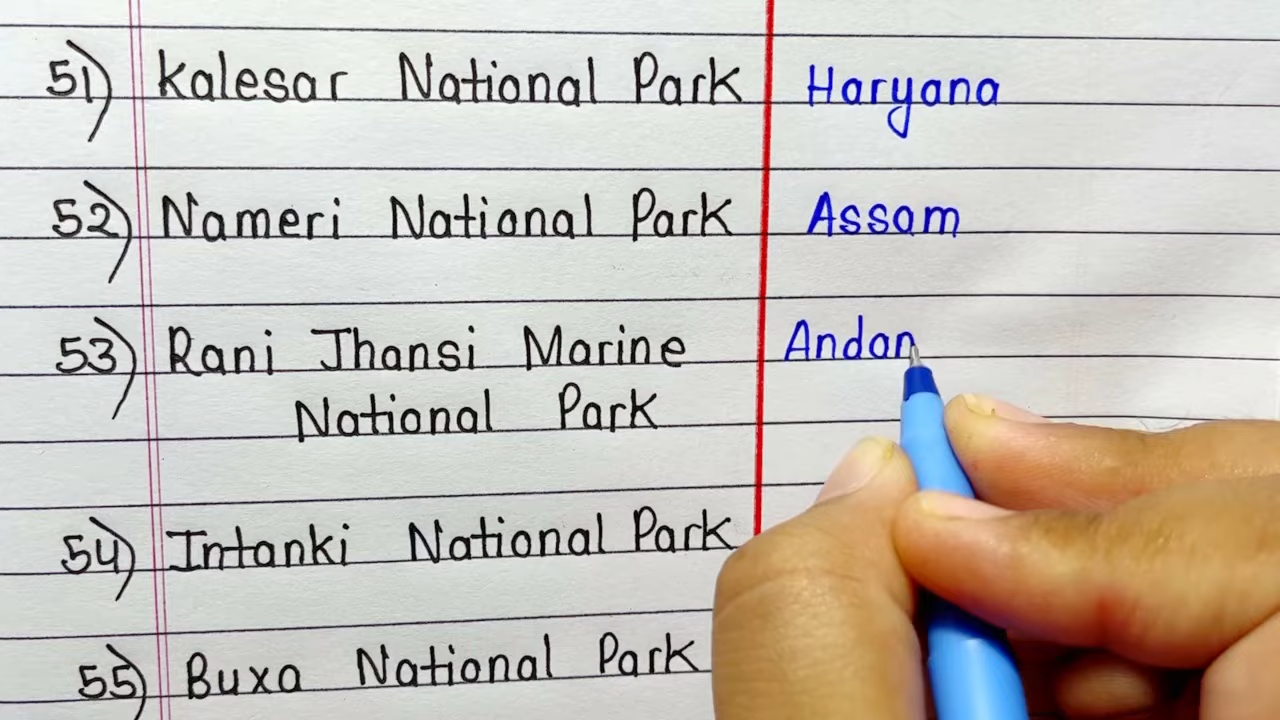 51) Kalesar National Park Haryana
52) Nameri National Park Assam
53) Rani Jhansi Marine Andan
National Park
54) Intanki National Park
55) Buxa National Park